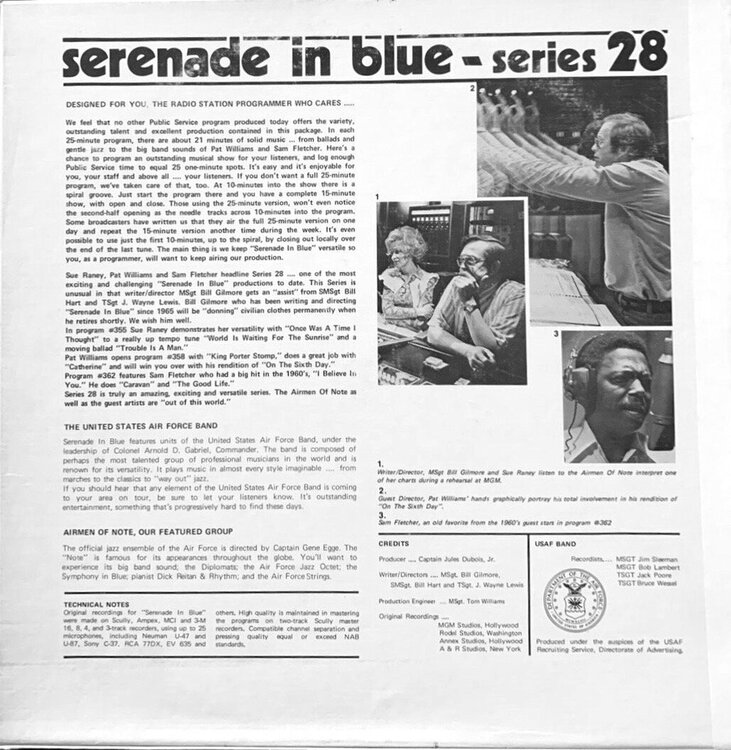 serenade in blue - series 28
DESIGNED FOR YOU, THE RADIO STATION PROGRAMMER WHO CARES .....
We feel that no other Public Service program produced today offers the variety,
outstanding talent and excellent production contained in this package. In each
25-minute program, there are about 21 minutes of solid music ... from ballads and
gentle jazz to the big band sounds of Pat Williams and Sam Fletcher. Here's a
chance to program an outstanding musical show for your listeners, and log enough
Public Service time to equal 25 one-minute spots. It's easy and it's enjoyable for
you, your staff and above all .... your listeners. If you don't want a full 25-minute
program, we've taken care of that, too. At 10-minutes into the show there is a
spiral groove. Just start the program there and you have a complete 15-minute
show, with open and close. Those using the 25-minute version, won't even notice
the second-half opening as the needle tracks across 10-minutes into the program.
Some broadcasters have written us that they air the full 25-minute version on one
day and repeat the 15-minute version another time during the week. It's even
possible to use just the first 10-minutes, up to the spiral, by closing out locally over
the end of the last tune. The main thing is we keep "Serenade In Blue" versatile so
you, as a programmer, will want to keep airing our production.
Sue Raney, Pat Williams and Sam Fletcher headline Series 28 .... one of the most
exciting and challenging "Serenade In Blue" productions to date. This Series is
unusual in that writer/director MSgt Bill Gilmore gets an "assist" from SMSgt Bill
Hart and TSgt J. Wayne Lewis. Bill Gilmore who has been writing and directing
"Serenade In Blue" since 1965 will be "donning" civilian clothes permanently when
he retires shortly. We wish him well.
In program #355 Sue Raney demonstrates her versatility with "Once Was A Time I
Thought" to a really up tempo tune "World Is Waiting For The Sunrise" and a
moving ballad "Trouble Is A Man."
Pat Williams opens program #358 with "King Porter Stomp," does a great job with
"Catherine" and will win you over with his rendition of "On The Sixth Day."
Program #362 features Sam Fletcher who had a big hit in the 1960's, "I Believe In
You." He does "Caravan" and "The Good Life."
Series 28 is truly an amazing, exciting and versatile series. The Airmen Of Note as
well as the guest artists are "out of this world."
THE UNITED STATES AIR FORCE BAND
Serenade In Blue features units of the United States Air Force Band, under the
leadership of Colonel Arnold D. Gabriel, Commander. The band is composed of
perhaps the most talented group of professional musicians in the world and is
renown for its versatility. It plays music in almost every style imaginable .... from
marches to the classics to "way out" jazz.
If you should hear that any element of the United States Air Force Band is coming
to your area on tour, be sure to let your listeners know. It's outstanding
entertainment, something that's progressively hard to find these days.
AIRMEN OF NOTE, OUR FEATURED GROUP
The official jazz ensemble of the Air Force is directed by Captain Gene Egge. The
"Note" is famous for its appearances throughout the globe. You'll want to
experience its big band sound; the Diplomats; the Air Force Jazz Octet; the
Symphony in Blue; pianist Dick Reitan & Rhythm; and the Air Force Strings.
TECHNICAL NOTES
Original recordings for "Serenade In Blue"
were made on Scully, Ampex, MCI and 3-M
16, 8, 4, and 3-track recorders, using up to 25
microphones, including Neuman U-47 and
U-87, Sony C-37, RCA 77DX, EV 635 and
others. High quality is maintained in mastering
the programs on two-track Scully master
recorders. Compatible channel separation and
pressing quality equal or exceed NAB
standards.
2
1
3
1.
Writer/Director, MSgt Bill Gilmore and Sue Raney listen to the Airmen Of Note interpret one
of her charts during a rehearsal at MGM.
2.
Guest Director, Pat Williams' hands graphically portray his total involvement in his rendition of
"On The Sixth Day".
3.
Sam Fletcher, an old favorite from the 1960's guest stars in program #362
CREDITS
Producer .... Captain Jules Dubois, Jr.
Writer/Directors .... MSgt. Bill Gilmore,
SMSgt. Bill Hart and TSgt. J. Wayne Lewis
Production Engineer ... MSgt. Tom Williams
Original Recordings ....
MGM Studios, Hollywood
Rodel Studios, Washington
Annex Studios, Hollywood
A & R Studios, New York
USAF BAND
Recordists.... MSGT Jim Sleeman
MSGT Bob Lambert
TSGT Jack Poore
TSGT Bruce Wessel
DEPARTMENT OF THE AIR FORCE
Produced under the auspices of the USAF
Recruiting Service, Directorate of Advertising.